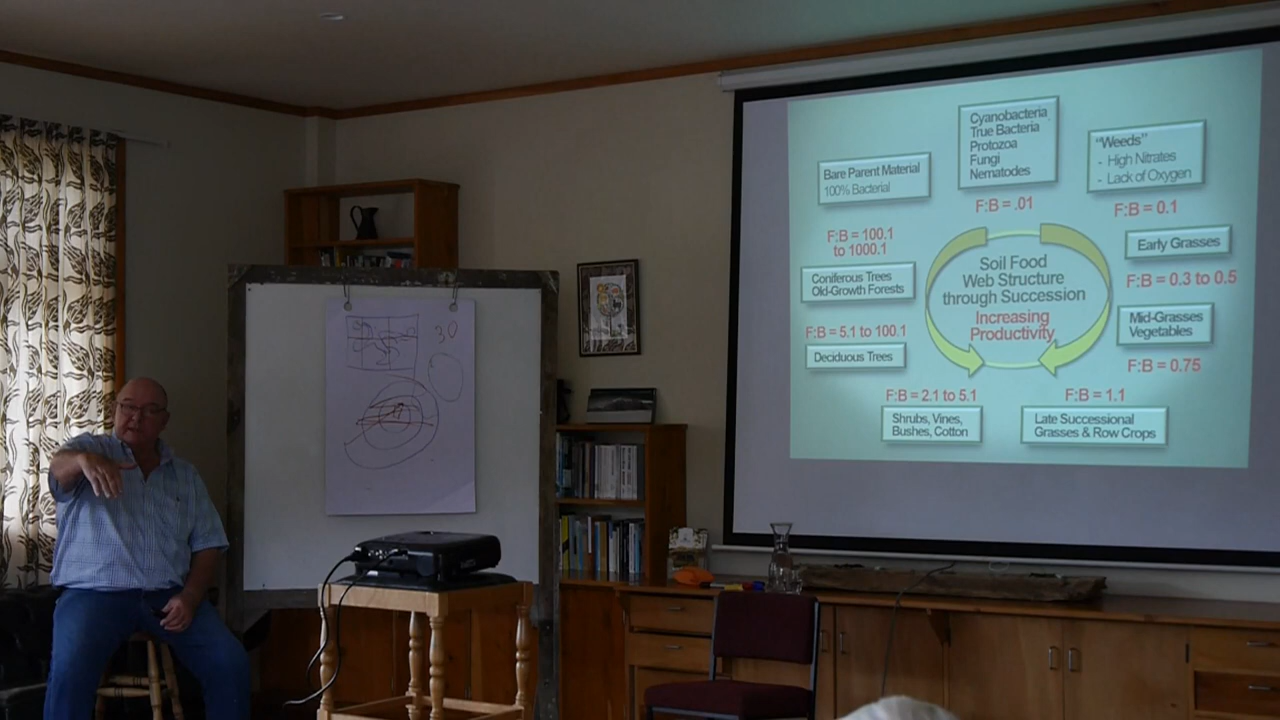 Cyanobacteria
True Bacteria
Protozoa
Fungi
Nematodes
F:B = .01
"Weeds"
- High Nitrates
- Lack of Oxygen
F:B = 0.1
Early Grasses
F:B = 0.3 to 0.5
Mid-Grasses
Vegetables
F:B = 0.75
F:B = 1.1
Late Successional
Grasses & Row Crops
F:B = 2.1 to 5.1
Shrubs, Vines,
Bushes, Cotton
F:B = 5.1 to 100.1
Deciduous Trees
F:B = 100.1
to 1000.1
Coniferous Trees
Old-Growth Forests
Bare Parent Material
100% Bacterial
Soil Food
Web Structure
through Succession
Increasing
Productivity
30